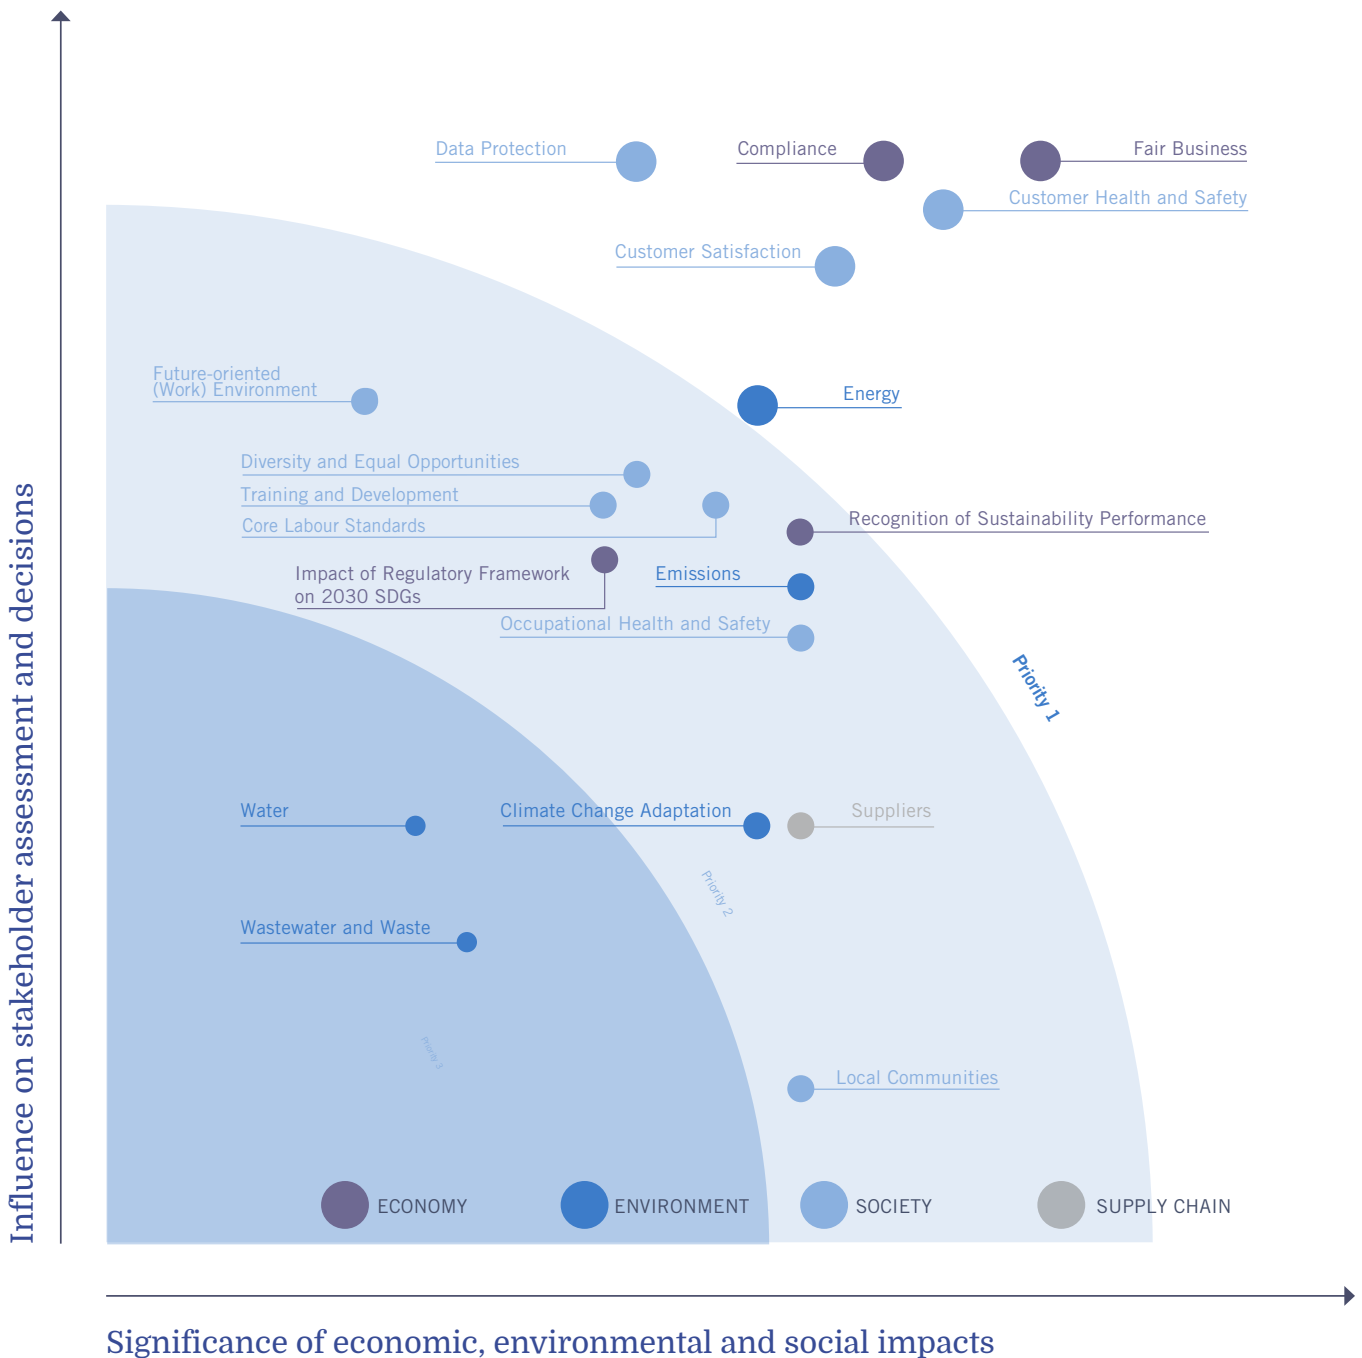 Data Protection
Compliance
Fair Business
Customer Health and Safety
Customer Satisfaction
Future-oriented
(Work) Environment
Energy
Diversity and Equal Opportunities
Training and Development
Core Labour Standards
Recognition of Sustainability Performance
Impact of Regulatory Framework
on 2030 SDGs
Emissions
Occupational Health and Safety
Priority 1
Water
Climate Change Adaptation
Suppliers
Priority 2
Wastewater and Waste
Priority 3
Local Communities
ECONOMY
ENVIRONMENT
SOCIETY
SUPPLY CHAIN
Influence on stakeholder assessment and decisions
Significance of economic, environmental and social impacts